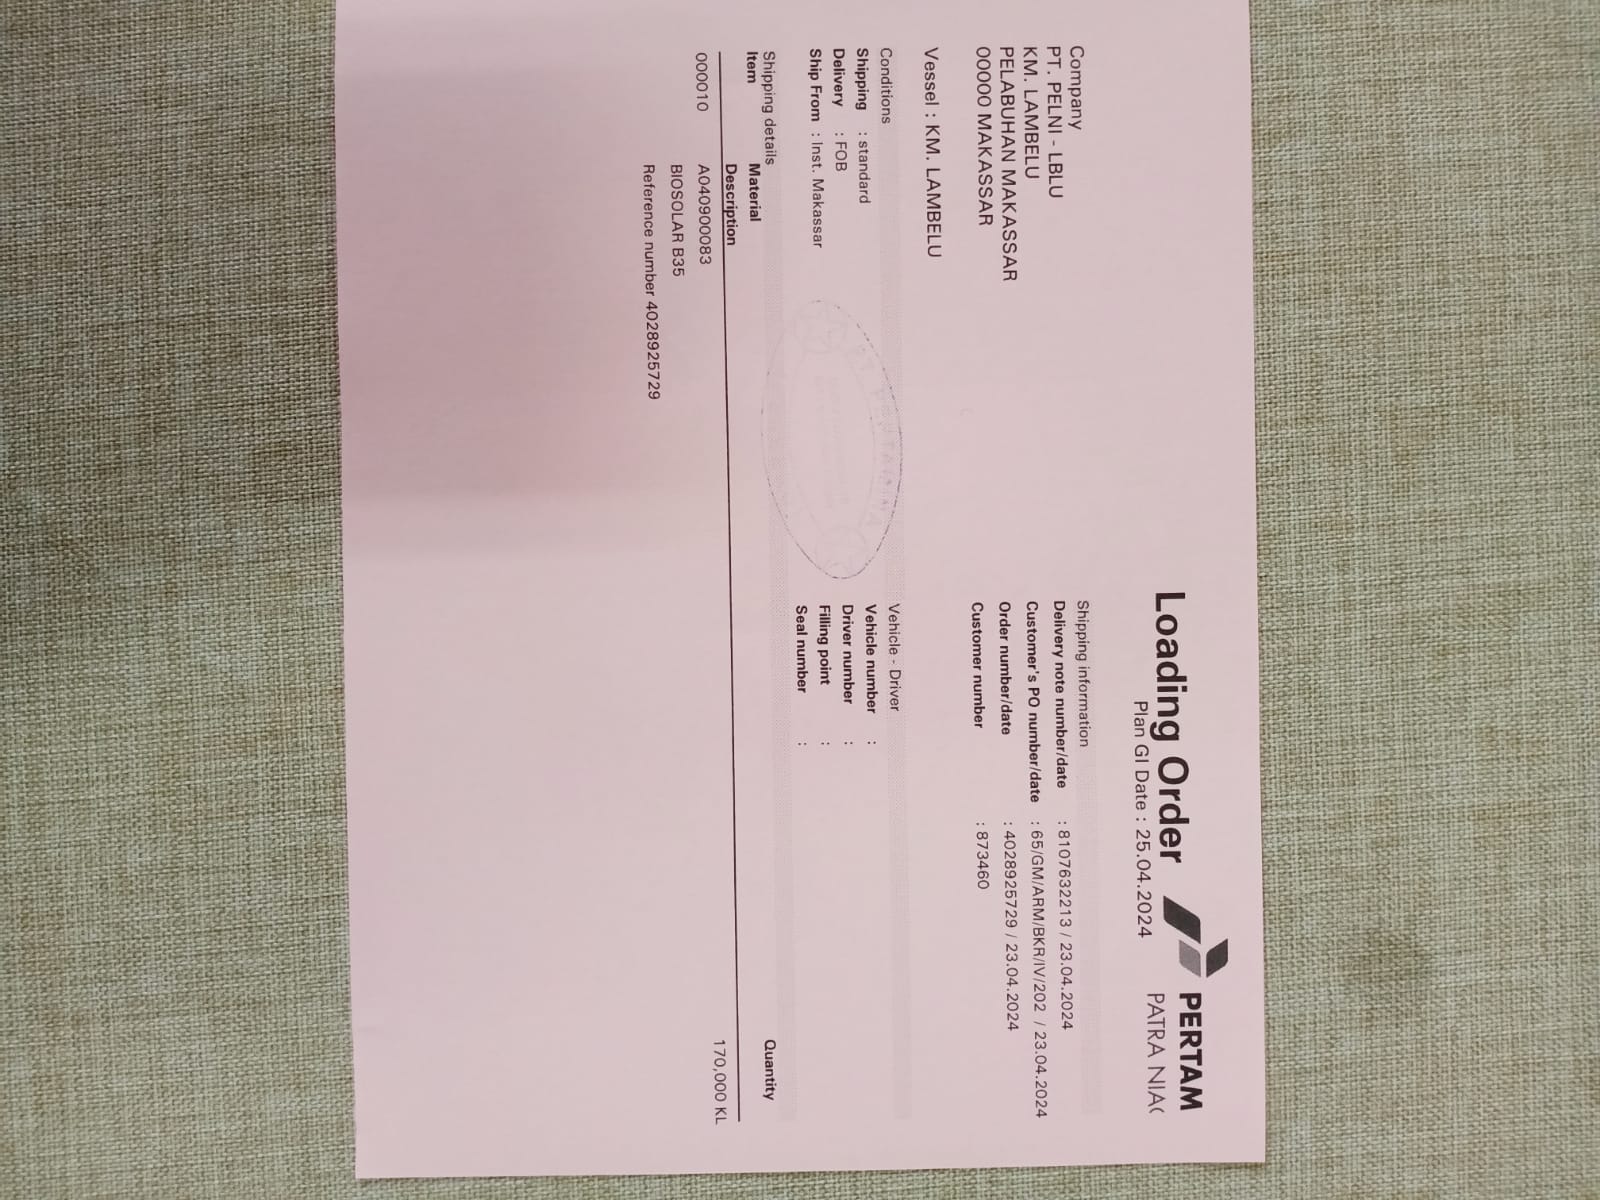 Loading Order
Plan GI Date : 25.04.2024
PERTAM
PATRA NIA
Company
PT. PELNI - LBLU
KM. LAMBELU
PELABUHAN MAKASSAR
00000 MAKASSAR
Vessel : KM. LAMBELU
Shipping information
Delivery note number/date : 8107632213 / 23.04.2024
Customer's PO number/date : 65/GM/ARM/BKR/IV/202 / 23.04.2024
Order number/date : 4028925729 / 23.04.2024
Customer number : 873460
Conditions
Shipping : standard
Delivery : FOB
Ship From : Inst. Makassar
Vehicle - Driver
Vehicle number :
Driver number :
Filling point :
Seal number :
PT. PERTAMINA
Shipping details
Item Material Quantity
Description
000010 A040900083 170,000 KL
BIOSOLAR B35
Reference number 4028925729